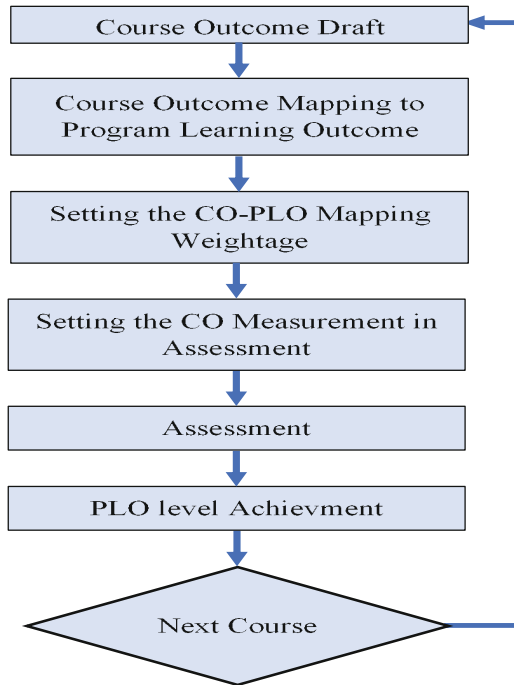 Course Outcome Draft
Course Outcome Mapping to
Program Learning Outcome
Setting the CO-PLO Mapping
Weightage
Setting the CO Measurement in
Assessment
Assessment
PLO level Achievment
Next Course